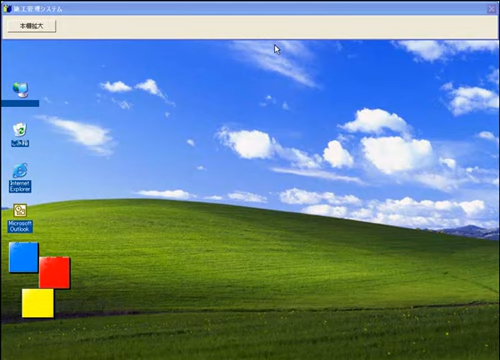 施工管理システム
本棚拡大
ごみ箱
Internet
Explorer
Microsoft
Outlook